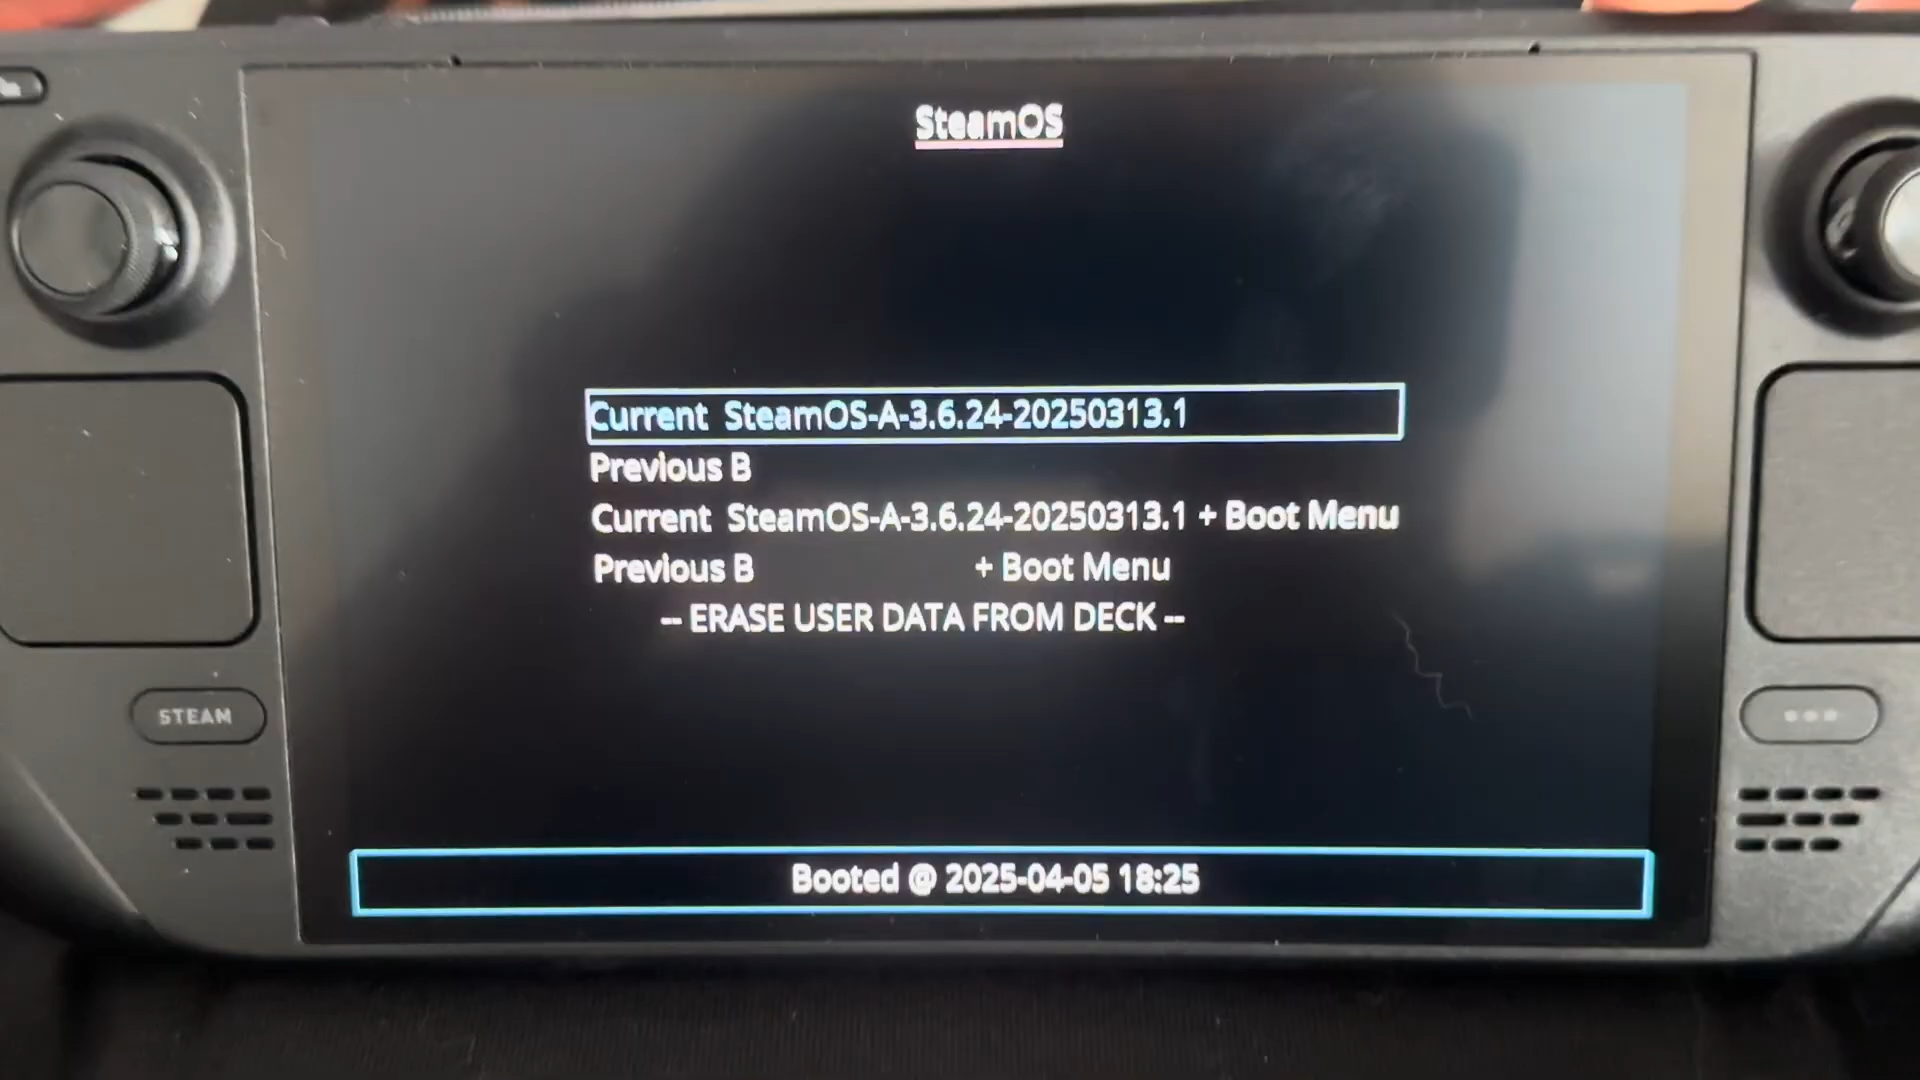 SteamOS
Current SteamOS-A-3.6.24-20250313.1
Previous B
Current SteamOS-A-3.6.24-20250313.1 + Boot Menu
Previous B + Boot Menu
-- ERASE USER DATA FROM DECK --
STEAM
Booted @ 2025-04-05 18:25